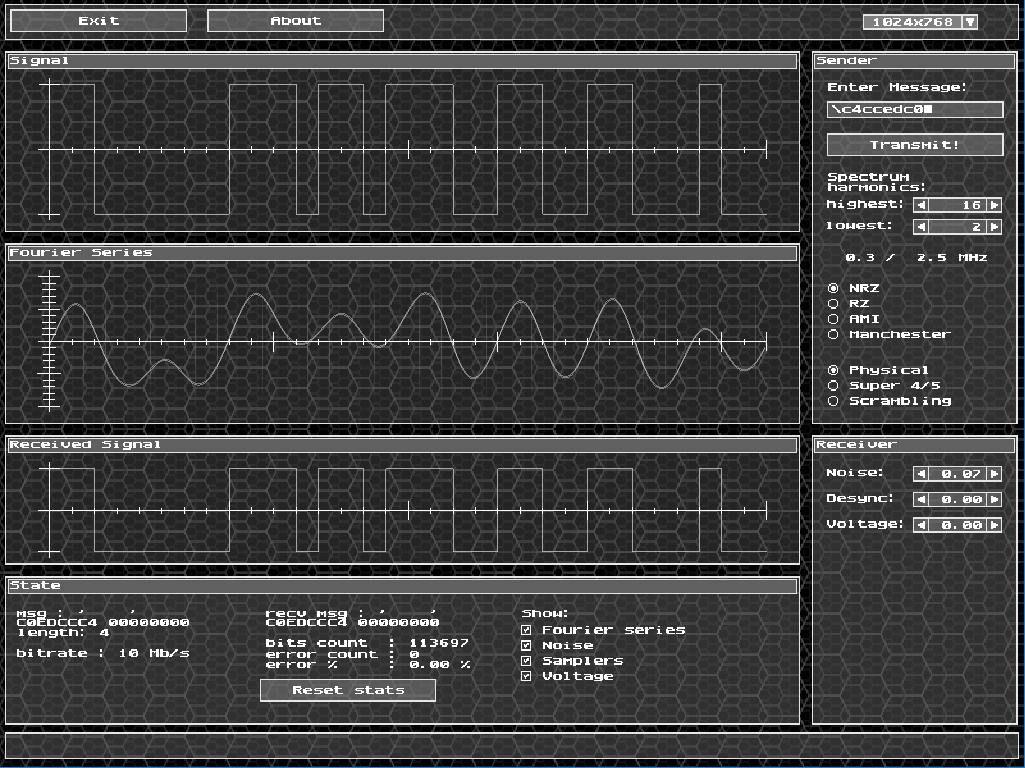 Exit
About
1024x768
Signal
Sender
Enter Message:
\c4ccedc0
Transmit!
Spectrum
harmonics:
highest: 16
lowest: 2
0.3 / 2.5 MHz
NRZ
RZ
AMI
Manchester
Physical
Super 4/5
Scrambling
Fourier Series
Received Signal
Receiver
Noise: 0.07
Desync: 0.00
Voltage: 0.00
State
msg : ' '
C0EDCCC4 00000000
length: 4
bitrate : 10 Mb/s
recv msg : ' '
C0EDCCC4 00000000
bits count : 113697
error count : 0
error % : 0.00 %
Reset stats
Show:
Fourier series
Noise
Samplers
Voltage